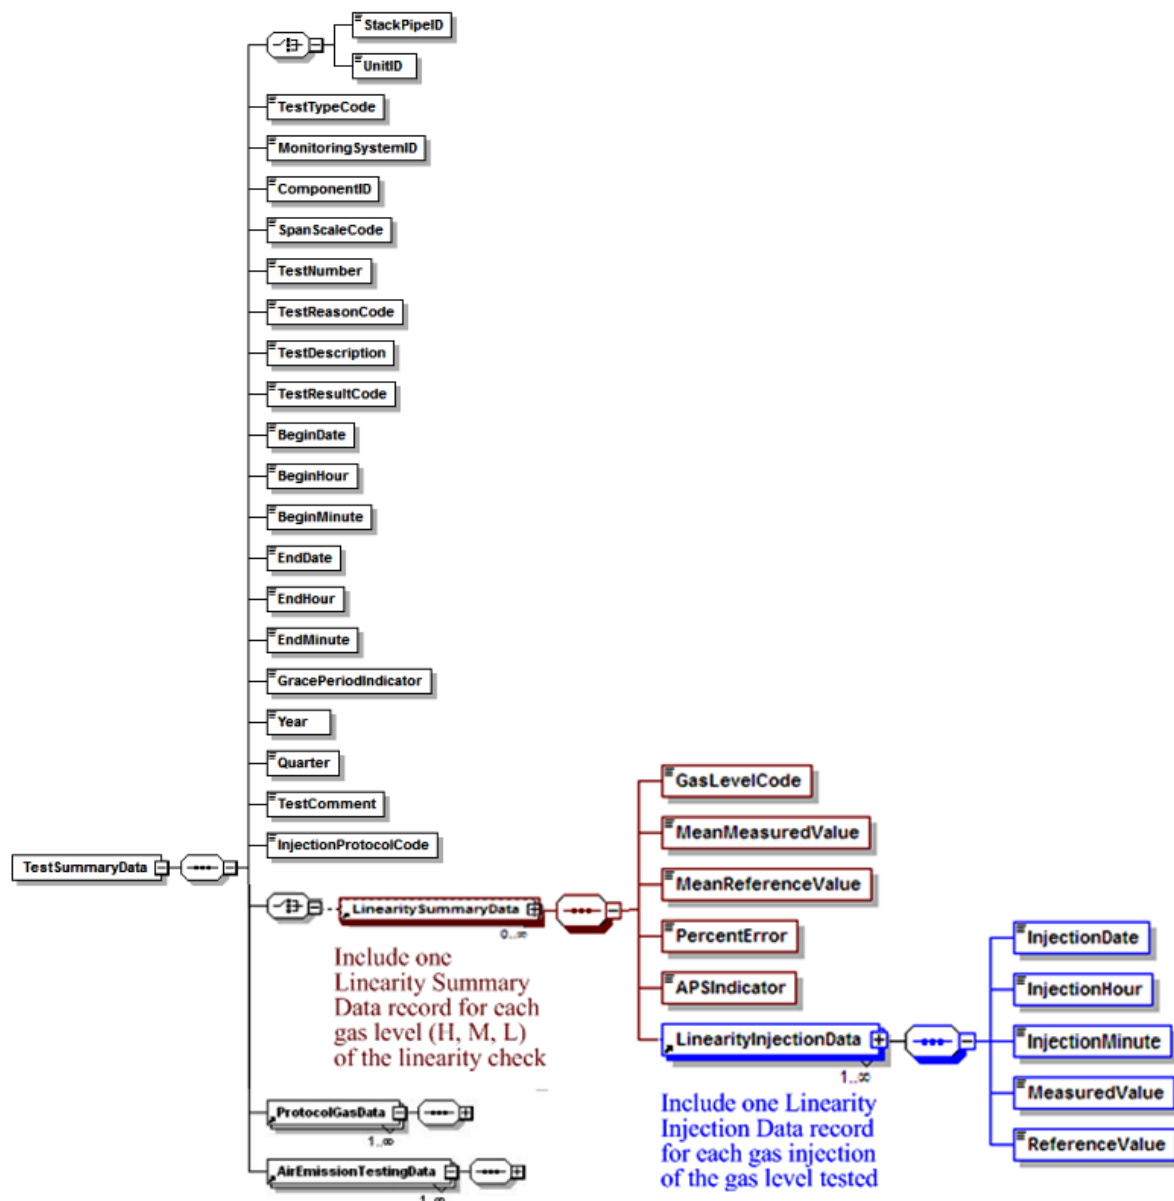 StackPipeID
UnitID
TestTypeCode
MonitoringSystemID
ComponentID
SpanScaleCode
TestNumber
TestReasonCode
TestDescription
TestResultCode
BeginDate
BeginHour
BeginMinute
EndDate
EndHour
EndMinute
GracePeriodIndicator
Year
Quarter
TestComment
InjectionProtocolCode
TestSummaryData
LinearitySummaryData
0..∞
Include one
Linearity Summary
Data record for each
gas level (H, M, L)
of the linearity check
GasLevelCode
MeanMeasuredValue
MeanReferenceValue
PercentError
APSIndicator
LinearityInjectionData
1..∞
Include one Linearity
Injection Data record
for each gas injection
of the gas level tested
InjectionDate
InjectionHour
InjectionMinute
MeasuredValue
ReferenceValue
ProtocolGasData
1..∞
AirEmissionTestingData
1..∞